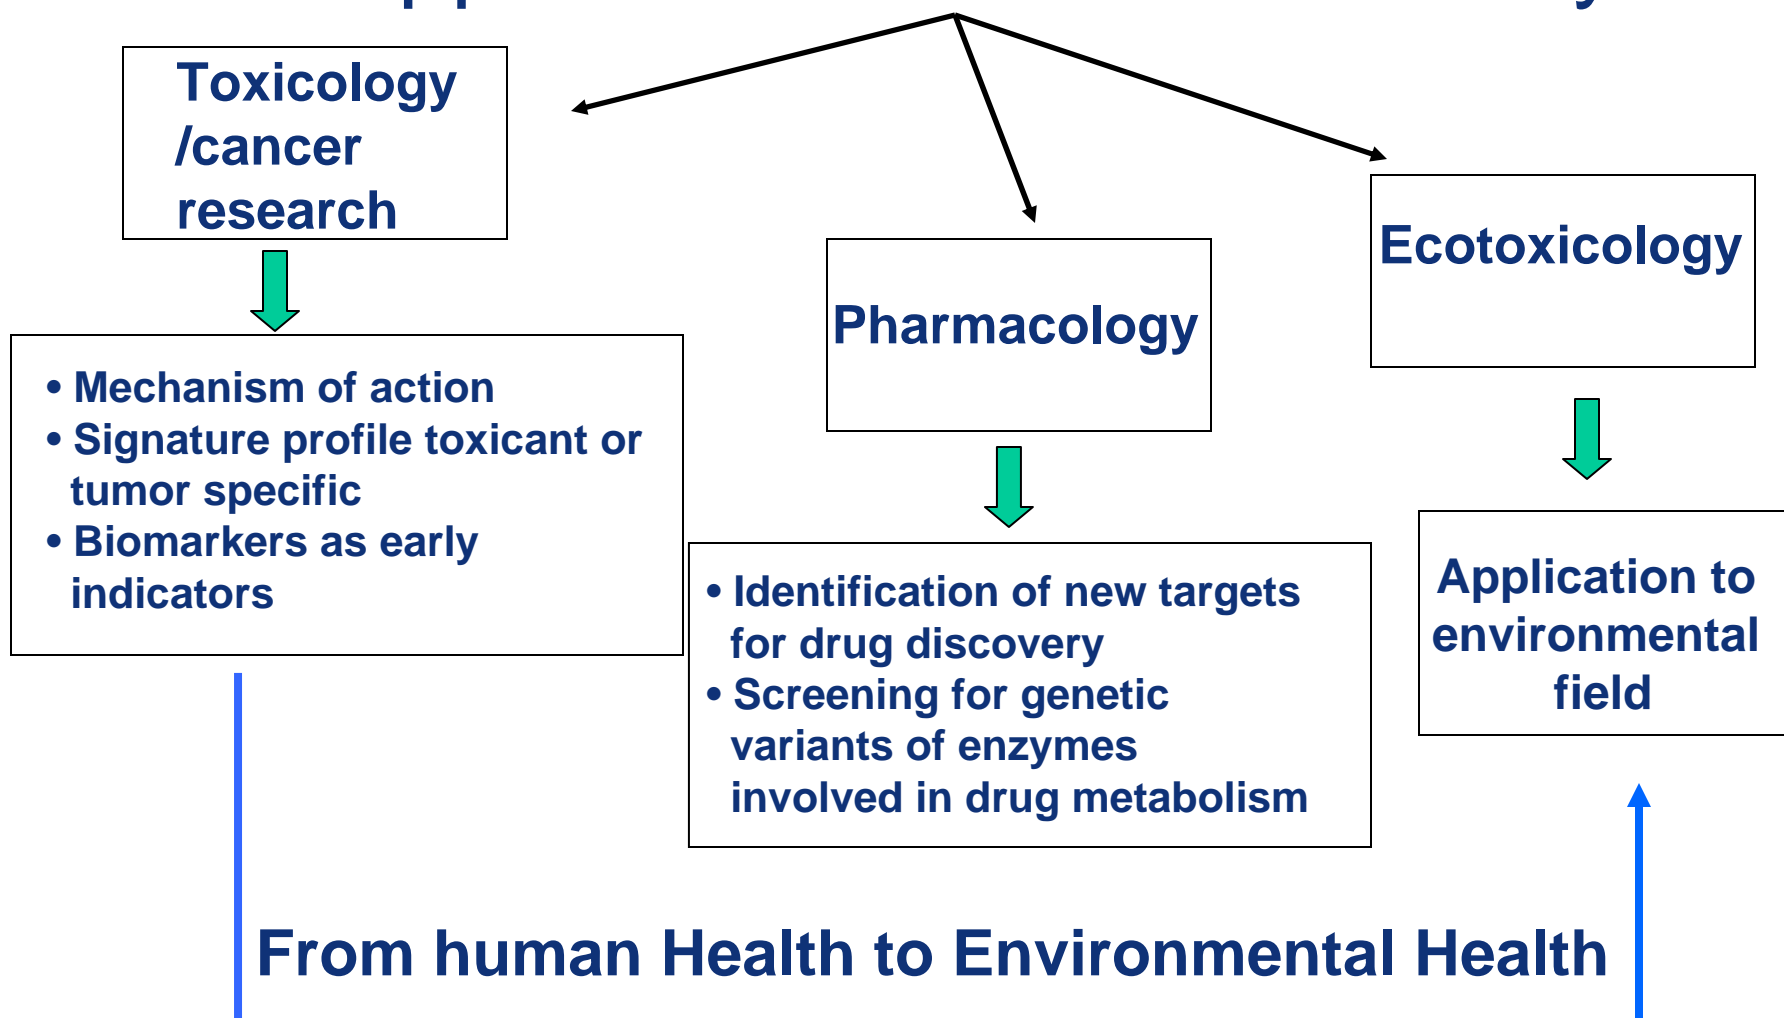 Toxicology
/cancer
research
Ecotoxicology
Pharmacology
• Mechanism of action
• Signature profile toxicant or
tumor specific
• Biomarkers as early
indicators
• Identification of new targets
for drug discovery
• Screening for genetic
variants of enzymes
involved in drug metabolism
Application to
environmental
field
From human Health to Environmental Health